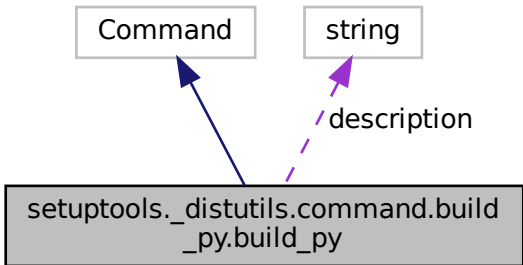 Command
string
description
setuptools._distutils.command.build
_py.build_py